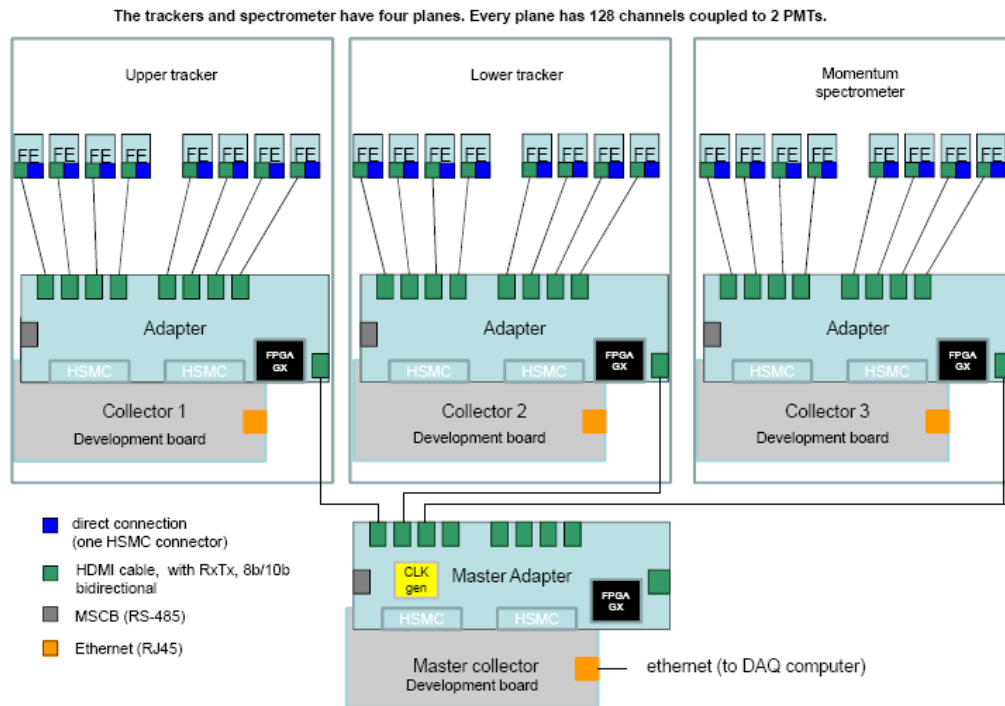 The trackers and spectrometer have four planes. Every plane has 128 channels coupled to 2 PMTs.
Upper tracker
FE FE FE FE FE FE FE FE
Adapter
FPGA
GX
HSMC HSMC
Collector 1
Development board
Lower tracker
FE FE FE FE FE FE FE FE
Adapter
FPGA
GX
HSMC HSMC
Collector 2
Development board
Momentum
spectrometer
FE FE FE FE FE FE FE FE
Adapter
FPGA
GX
HSMC HSMC
Collector 3
Development board
direct connection
(one HSMC connector)
HDMI cable, with RxTx, 8b/10b
bidirectional
MSCB (RS-485)
Ethernet (RJ45)
CLK
gen
Master Adapter
FPGA
GX
HSMC HSMC
Master collector
Development board
ethernet (to DAQ computer)